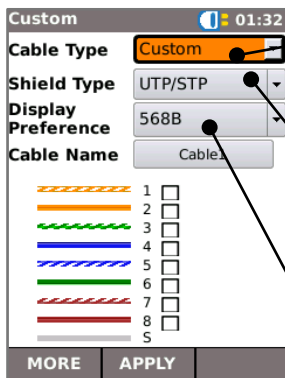 Custom 01:32
Cable Type Custom
Shield Type UTP/STP
Display Preference 568B
Cable Name Cable1
1
2
3
4
5
6
7
8
S
MORE APPLY